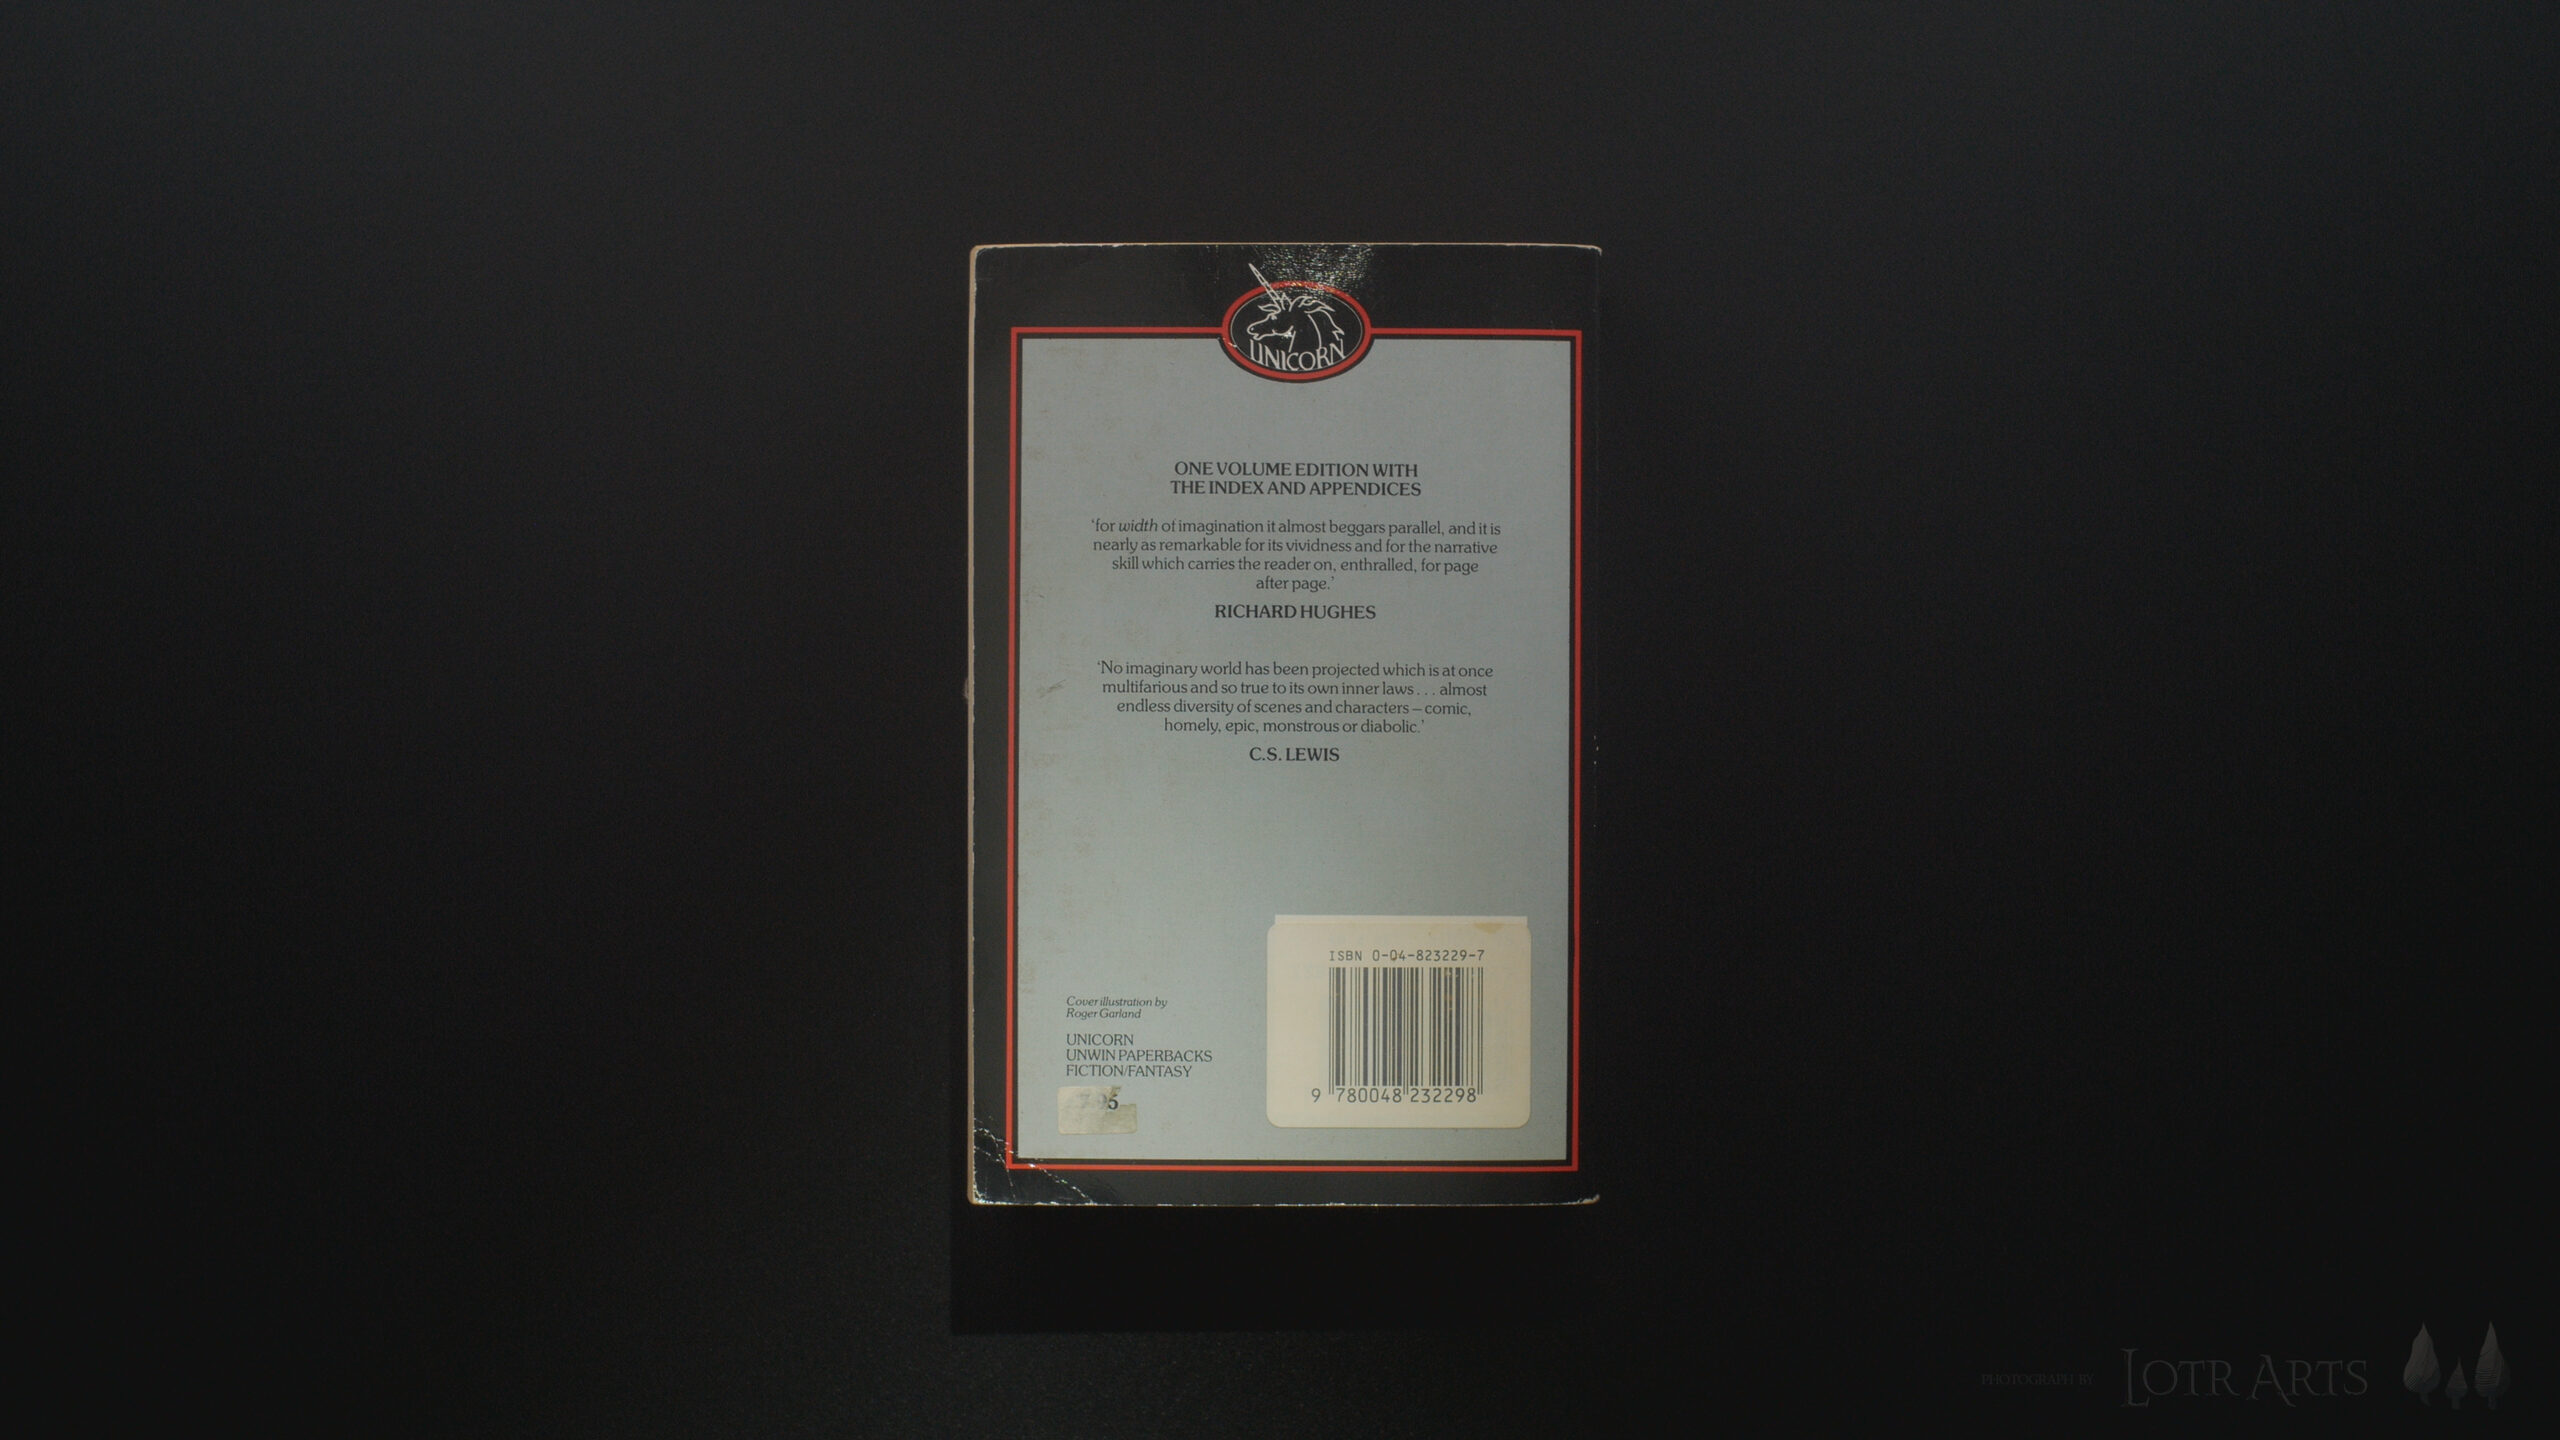 UNICORN
ONE VOLUME EDITION WITH
THE INDEX AND APPENDICES
‘for width of imagination it almost beggars parallel, and it is
nearly as remarkable for its vividness and for the narrative
skill which carries the reader on, enthralled, for page
after page.’
RICHARD HUGHES
‘No imaginary world has been projected which is at once
multifarious and so true to its own inner laws . . . almost
endless diversity of scenes and characters – comic,
homely, epic, monstrous or diabolic.’
C.S. LEWIS
Cover illustration by
Roger Garland
UNICORN
UNWIN PAPERBACKS
FICTION/FANTASY
ISBN 0-04-823229-7
9 780048 232298
PHOTOGRAPH BY LOTR ARTS